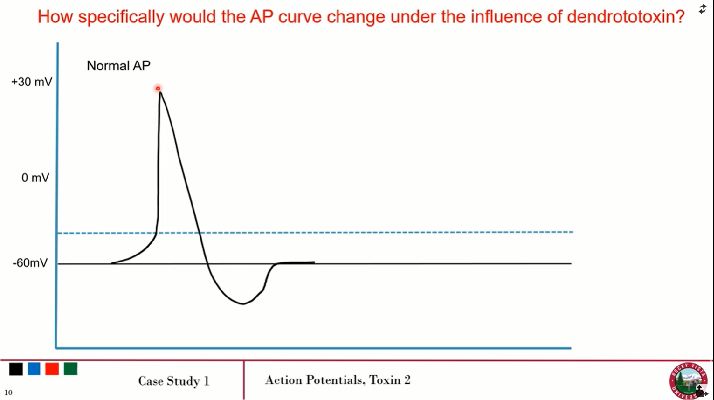 How specifically would the AP curve change under the influence of dendrototoxin?
Normal AP
+30 mV
0 mV
-60mV
Case Study 1
Action Potentials, Toxin 2
10